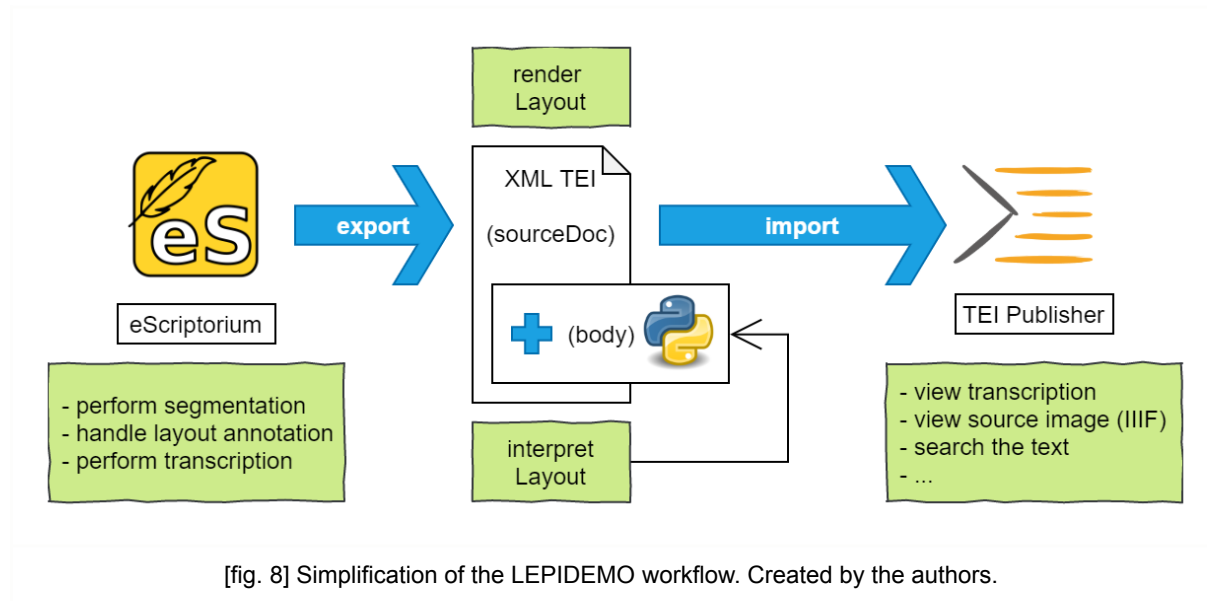 render
Layout
eS
export
XML TEI
(sourceDoc)
import
(body)
eScriptorium
TEI Publisher
- perform segmentation
- handle layout annotation
- perform transcription
interpret
Layout
- view transcription
- view source image (IIIF)
- search the text
- ...
[fig. 8] Simplification of the LEPIDEMO workflow. Created by the authors.